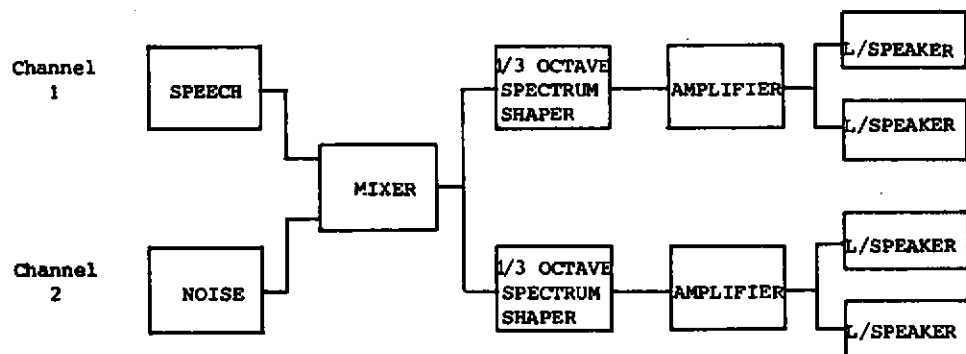 Channel
1
SPEECH
1/3 OCTAVE
SPECTRUM
SHAPER
AMPLIFIER
L/SPEAKER
L/SPEAKER
MIXER
Channel
2
NOISE
1/3 OCTAVE
SPECTRUM
SHAPER
AMPLIFIER
L/SPEAKER
L/SPEAKER